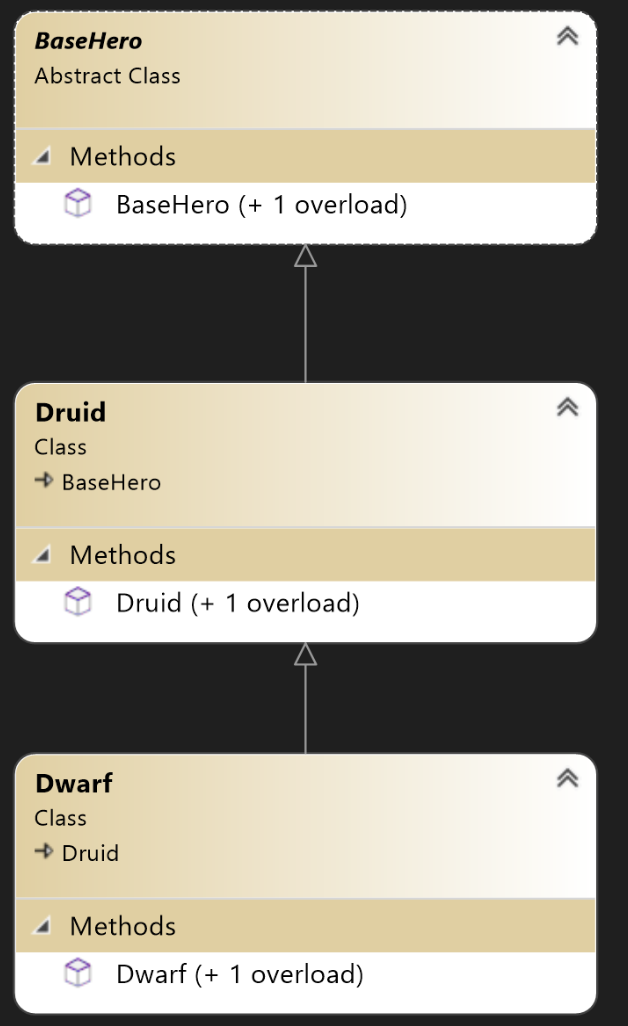 BaseHero
Abstract Class
Methods
BaseHero (+ 1 overload)
Druid
Class
BaseHero
Methods
Druid (+ 1 overload)
Dwarf
Class
Druid
Methods
Dwarf (+ 1 overload)